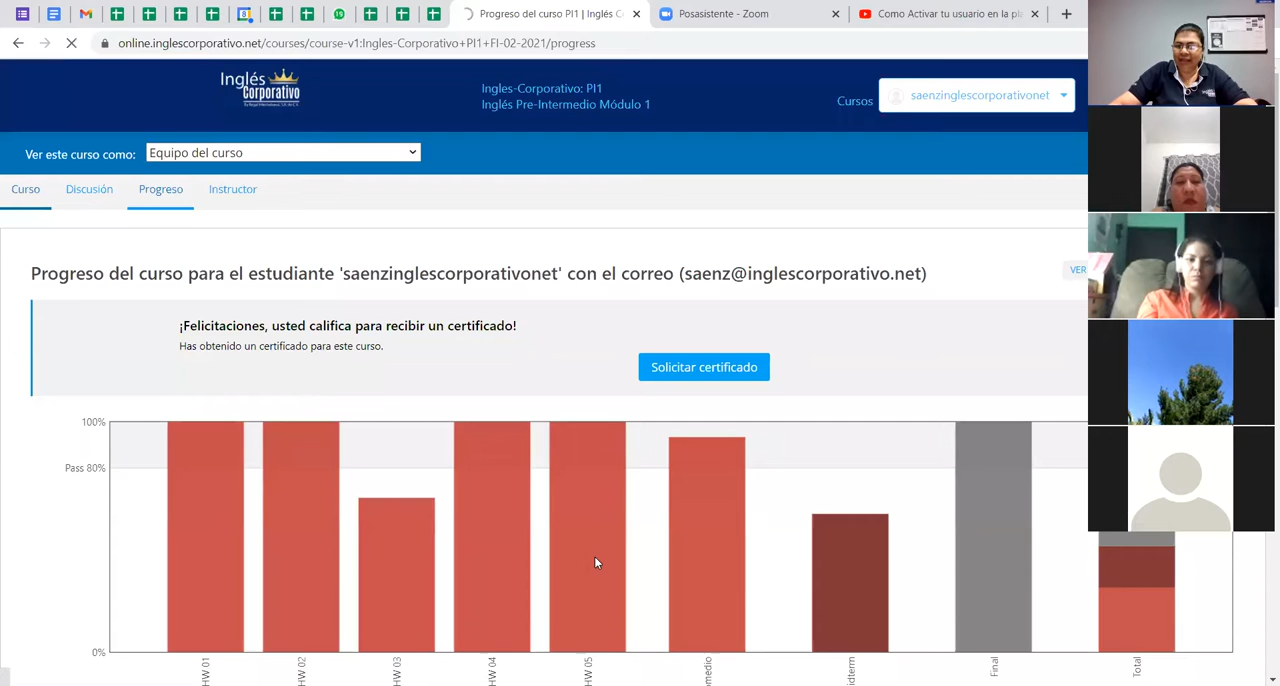 Progreso del curso PI1 | Inglés C
Posasistente - Zoom
Como Activar tu usuario en la pl
online.inglescorporativo.net/courses/course-v1:Ingles-Corporativo+PI1+FI-02-2021/progress
Inglés
Corporativo
Ingles-Corporativo: PI1
Inglés Pre-Intermedio Módulo 1
Cursos
saenzinglescorporativonet
Ver este curso como:
Equipo del curso
Curso
Discusión
Progreso
Instructor
Progreso del curso para el estudiante 'saenzinglescorporativonet' con el correo (saenz@inglescorporativo.net)
VER
¡Felicitaciones, usted califica para recibir un certificado!
Has obtenido un certificado para este curso.
Solicitar certificado
100%
Pass 80%
0%
HW 01
HW 02
HW 03
HW 04
HW 05
omedio
idterm
Final
Total